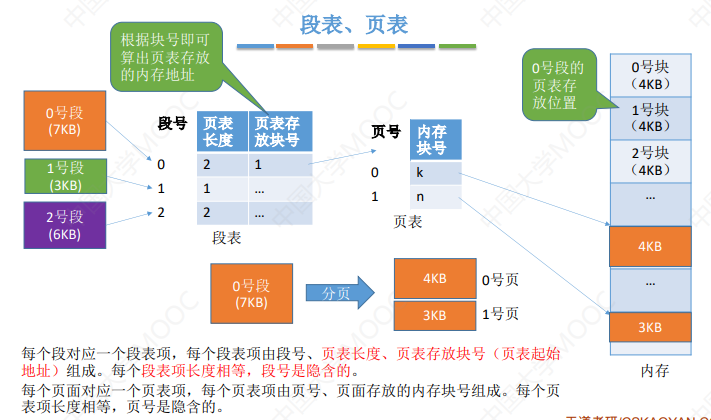 段表、页表
根据块号即可
算出页表存放
的内存地址
0号段的
页表存
放位置
0号段
(7KB)
1号段
(3KB)
2号段
(6KB)
段号
页表
长度
页表存
放块号
0
2
1
1
1
…
2
2
…
段表
页号
内存
块号
0
k
1
n
页表
0号块
（4KB）
1号块
（4KB）
2号块
（4KB）
…
4KB
…
3KB
内存
0号段
(7KB)
分页
4KB
0号页
3KB
1号页
每个段对应一个段表项，每个段表项由段号、页表长度、页表存放块号（页表起始
地址）组成。每个段表项长度相等，段号是隐含的。
每个页面对应一个页表项，每个页表项由页号、页面存放的内存块号组成。每个页
表项长度相等，页号是隐含的。
中国大学MOOC